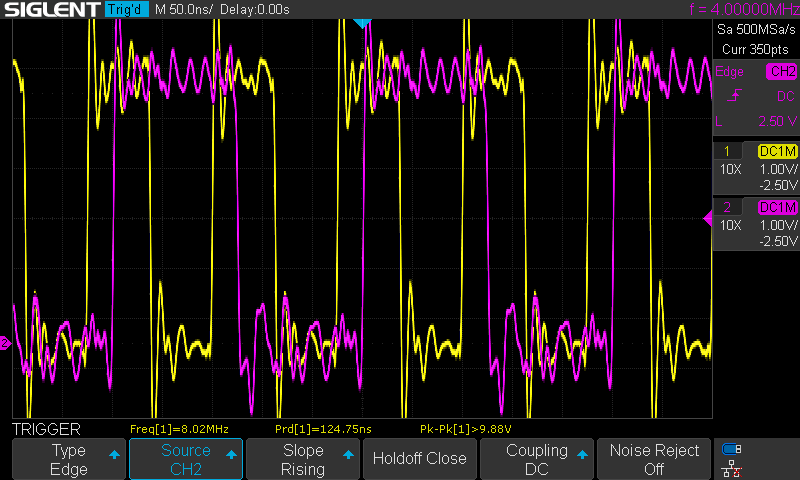 SIGLENT Trig'd M 50.0ns/ Delay:0.00s f = 4.00000MHz
Sa 500MSa/s
Curr 350pts
Edge CH2
DC
L 2.50 V
1 DC1M
10X 1.00V/
-2.50V
2 DC1M
10X 1.00V/
-2.50V
2
TRIGGER Freq[1]=8.02MHz Prd[1]=124.75ns Pk-Pk[1]>9.88V
Type Source Slope Holdoff Close Coupling Noise Reject
Edge CH2 Rising DC Off